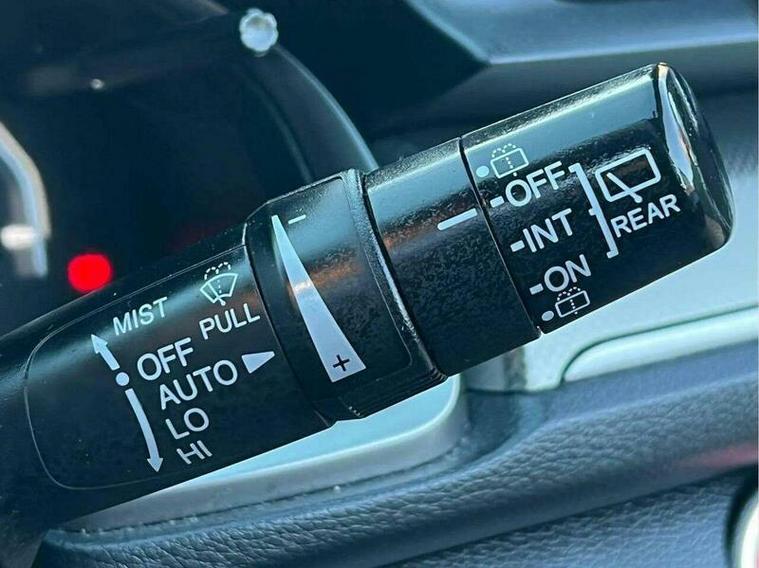 MIST
PULL
OFF
AUTO
LO
HI
-
+
OFF
INT
ON
REAR